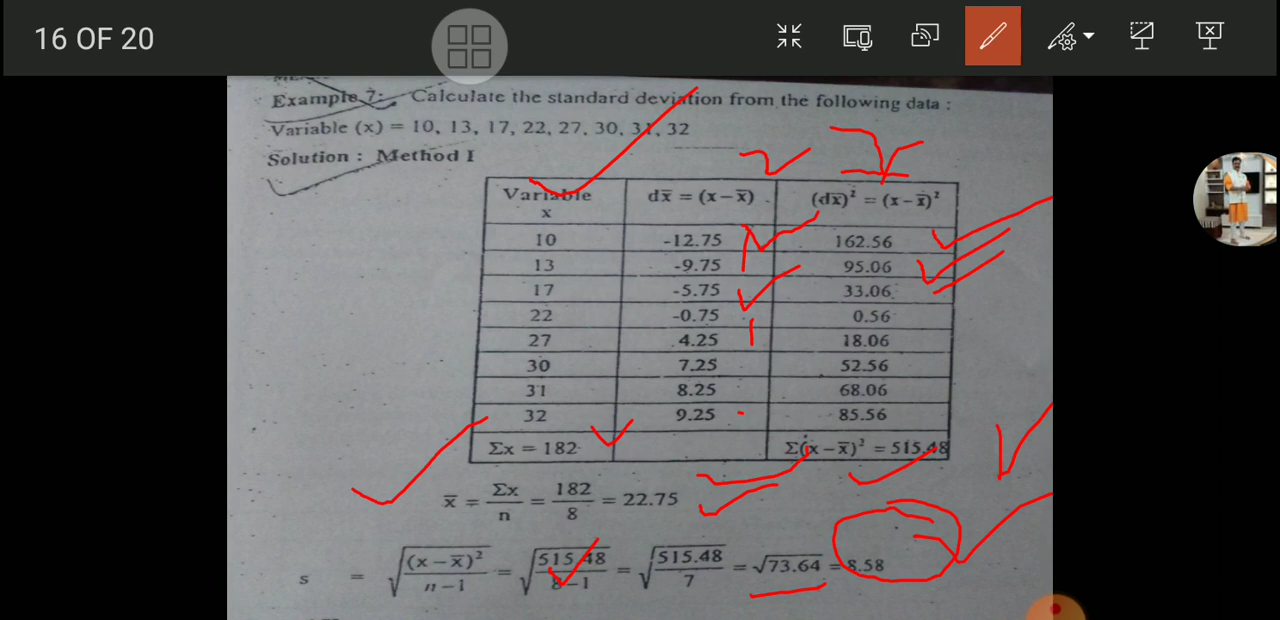 16 OF 20
Example 7: Calculate the standard deviation from the following data :
Variable (x) = 10, 13, 17, 22, 27, 30, 31, 32
Solution : Method I
Variable x | dx̅ = (x – x̅) | (dx̅)² = (x – x̅)²
10 | -12.75 | 162.56
13 | -9.75 | 95.06
17 | -5.75 | 33.06
22 | -0.75 | 0.56
27 | 4.25 | 18.06
30 | 7.25 | 52.56
31 | 8.25 | 68.06
32 | 9.25 | 85.56
Σx = 182 | | Σ(x – x̅)² = 515.48
x̅ = Σx / n = 182 / 8 = 22.75
s = √((x – x̅)² / n – 1) = √(515.48 / 8 – 1) = √(515.48 / 7) = √73.64 = 8.58